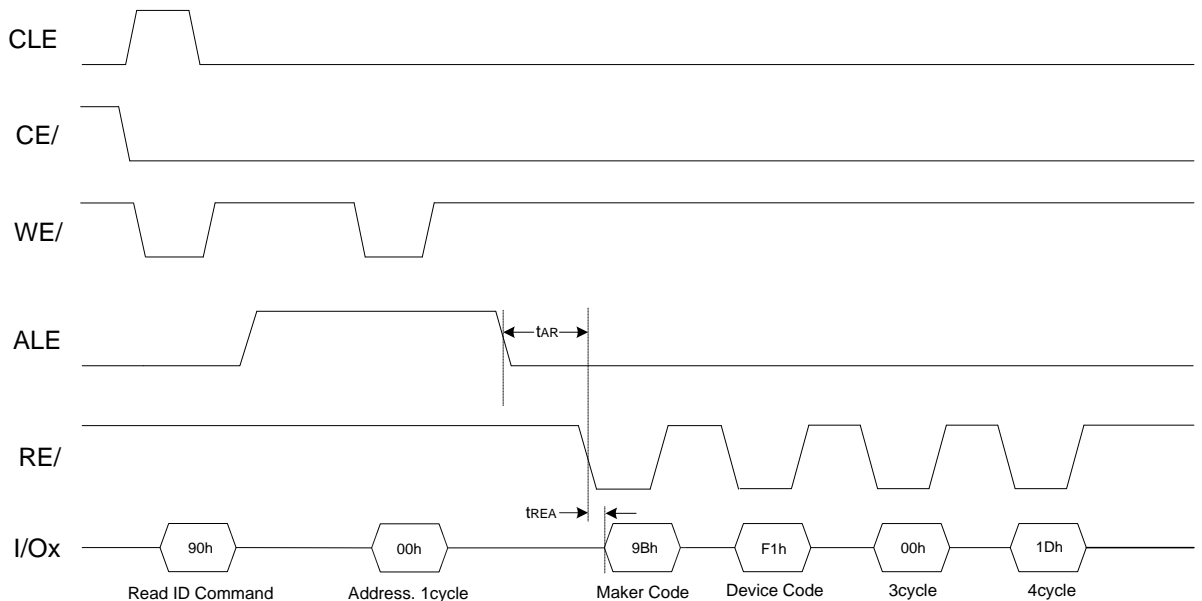 CLE
CE/
WE/
ALE
tAR
RE/
tREA
I/Ox
90h
00h
9Bh
F1h
00h
1Dh
Read ID Command
Address. 1cycle
Maker Code
Device Code
3cycle
4cycle